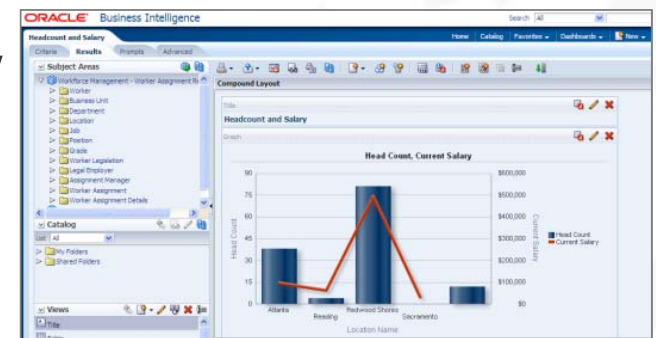 ORACLE Business Intelligence
Search All
Headcount and Salary
Home Catalog Favorites Dashboards New
Criteria Results Prompts Advanced
Subject Areas
Workforce Management - Worker Assignment
Worker
Business Unit
Department
Location
Job
Position
Grade
Worker Legislation
Legal Employer
Assignment Manager
Worker Assignment
Worker Assignment Details
Catalog
List All
My Folders
Shared Folders
Views
Title
Compound Layout
Title
Headcount and Salary
Graph
Head Count, Current Salary
90
75
60
45
30
15
0
Head Count
$600,000
$500,000
$400,000
$300,000
$200,000
$100,000
$0
Current Salary
Head Count
Current Salary
Atlanta
Reading
Redwood Shores
Sacramento
Location Name